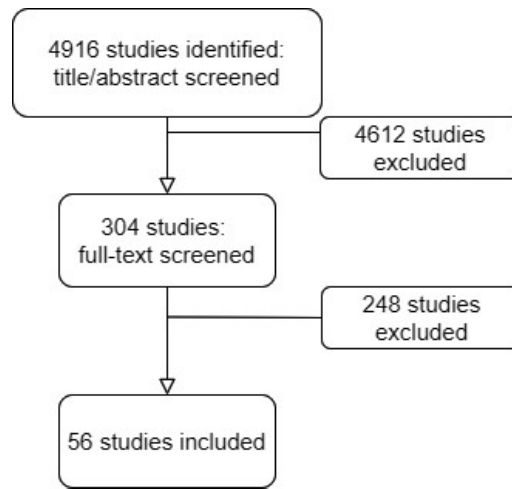 4916 studies identified:
title/abstract screened
4612 studies
excluded
304 studies:
full-text screened
248 studies
excluded
56 studies included